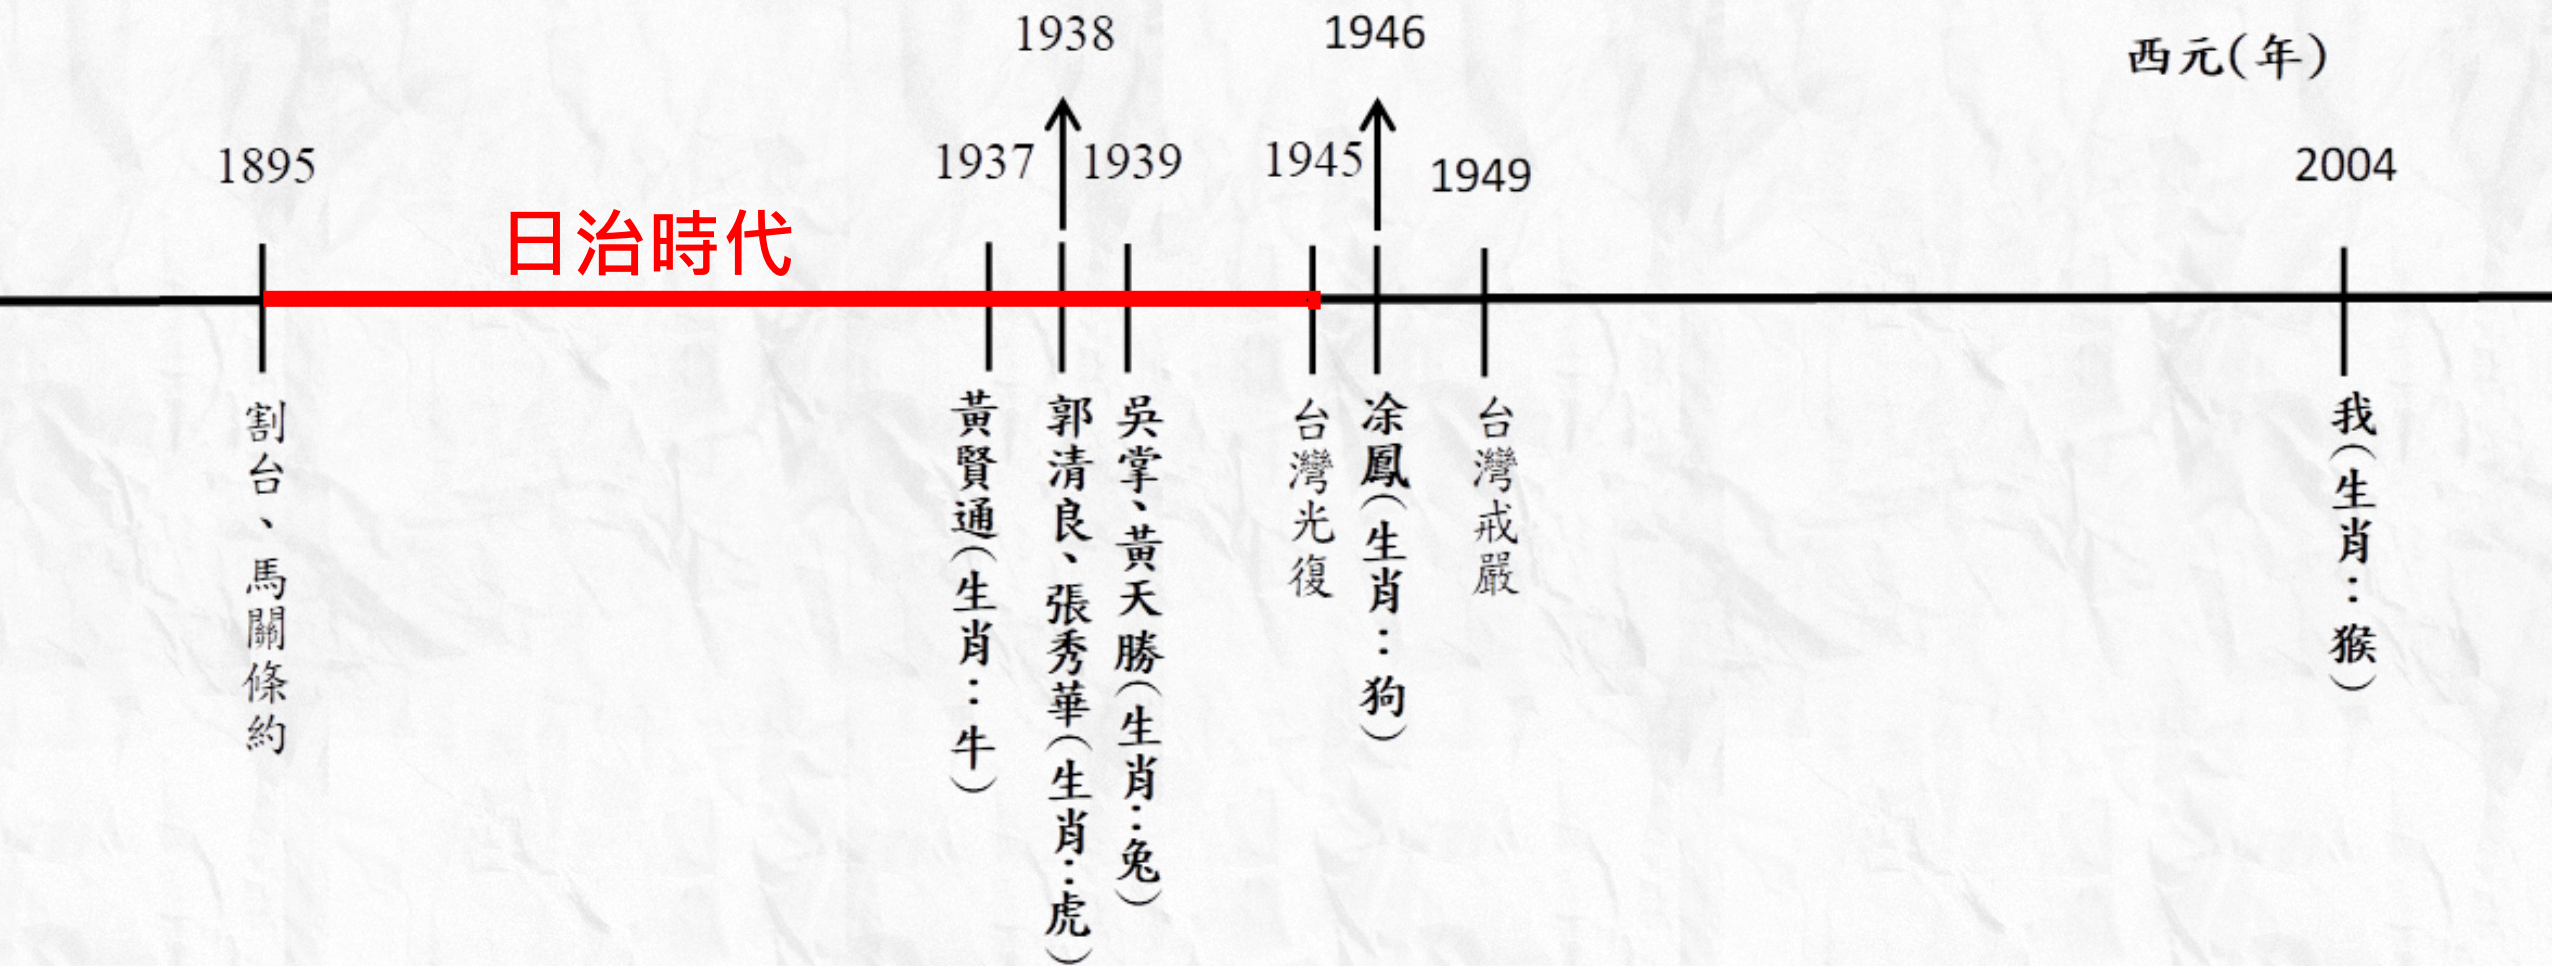 1938
1946
西元(年)
1895
1937
1939
1945
1949
2004
日治時代
割台、馬關條約
黃賢通(生肖:牛)
郭清良、張秀華(生肖:虎)
吳掌、黃天勝(生肖:兔)
台灣光復
凃鳳(生肖:狗)
台灣戒嚴
我(生肖:猴)